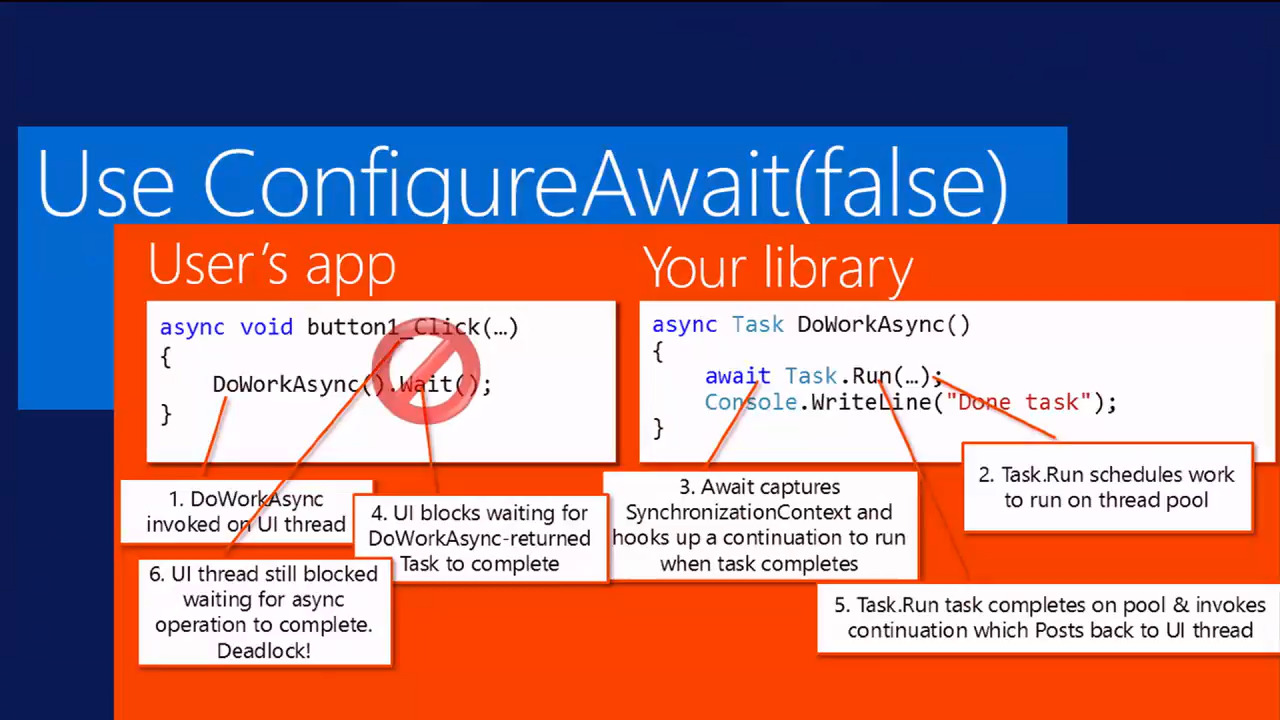 Use ConfigureAwait(false)
User's app
async void button1_Click(…)
{
DoWorkAsync().Wait();
}
Your library
async Task DoWorkAsync()
{
await Task.Run(…);
Console.WriteLine("Done task");
}
1. DoWorkAsync
invoked on UI thread
2. Task.Run schedules work
to run on thread pool
3. Await captures
SynchronizationContext and
hooks up a continuation to run
when task completes
4. UI blocks waiting for
DoWorkAsync-returned
Task to complete
5. Task.Run task completes on pool & invokes
continuation which Posts back to UI thread
6. UI thread still blocked
waiting for async
operation to complete.
Deadlock!